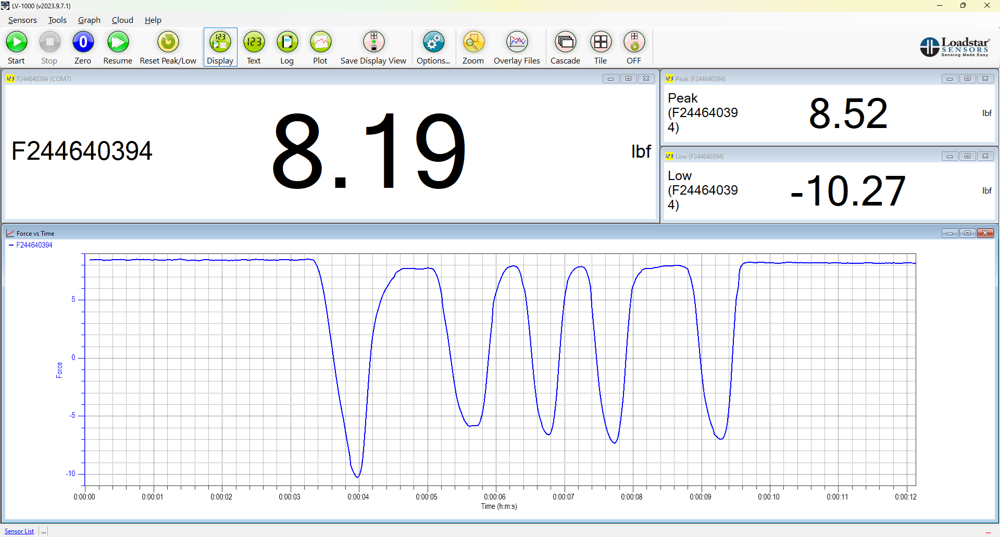 LV-1000 (v2023.9.7.1)
Sensors Tools Graph Cloud Help
Start Stop Zero Resume Reset Peak/Low Display Text Log Plot Save Display View Options... Zoom Overlay Files Cascade Tile OFF
0
123
123
Loadstar®
SENSORS
Sensing Made Easy
123 F244640394 (COM7)
F244640394 8.19 lbf
123 Peak (F244640394)
Peak
(F24464039
4)
8.52 lbf
123 Low (F244640394)
Low
(F24464039
4)
-10.27 lbf
Force vs Time
F244640394
5
0
-5
-10
Force
0:00:00 0:00:01 0:00:02 0:00:03 0:00:04 0:00:05 0:00:06 0:00:07 0:00:08 0:00:09 0:00:10 0:00:11 0:00:12
Time (h:m:s)
Sensor List ... ...